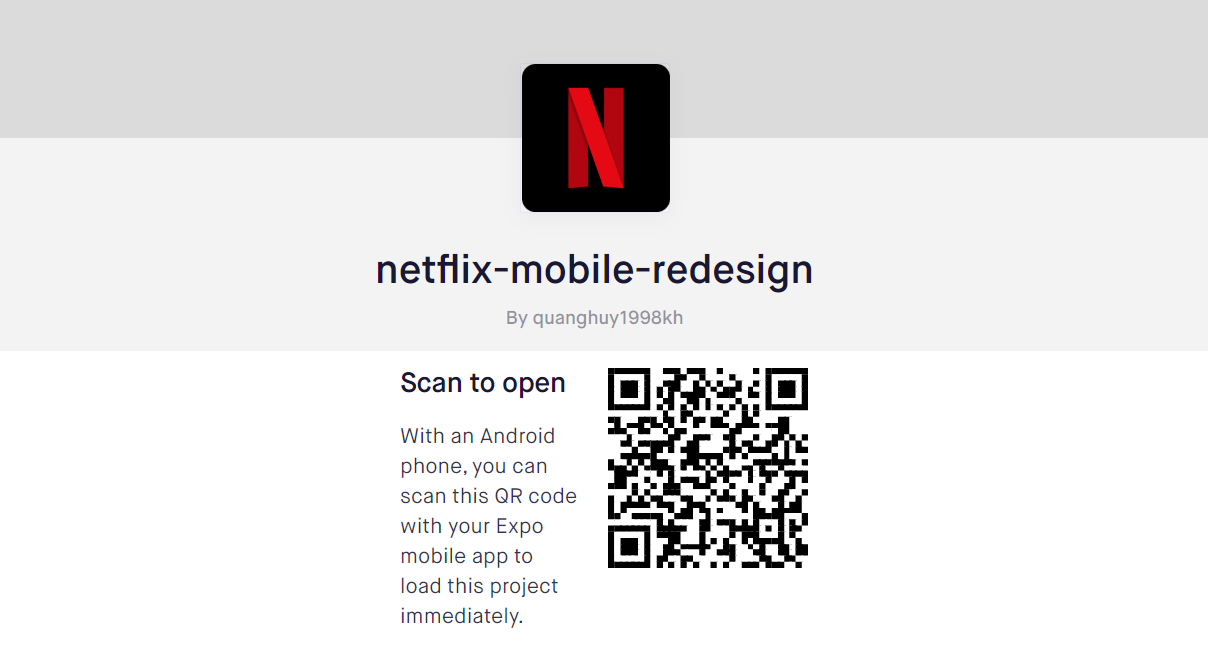 N
netflix-mobile-redesign
By quanghuy1998kh
Scan to open
With an Android
phone, you can
scan this QR code
with your Expo
mobile app to
load this project
immediately.